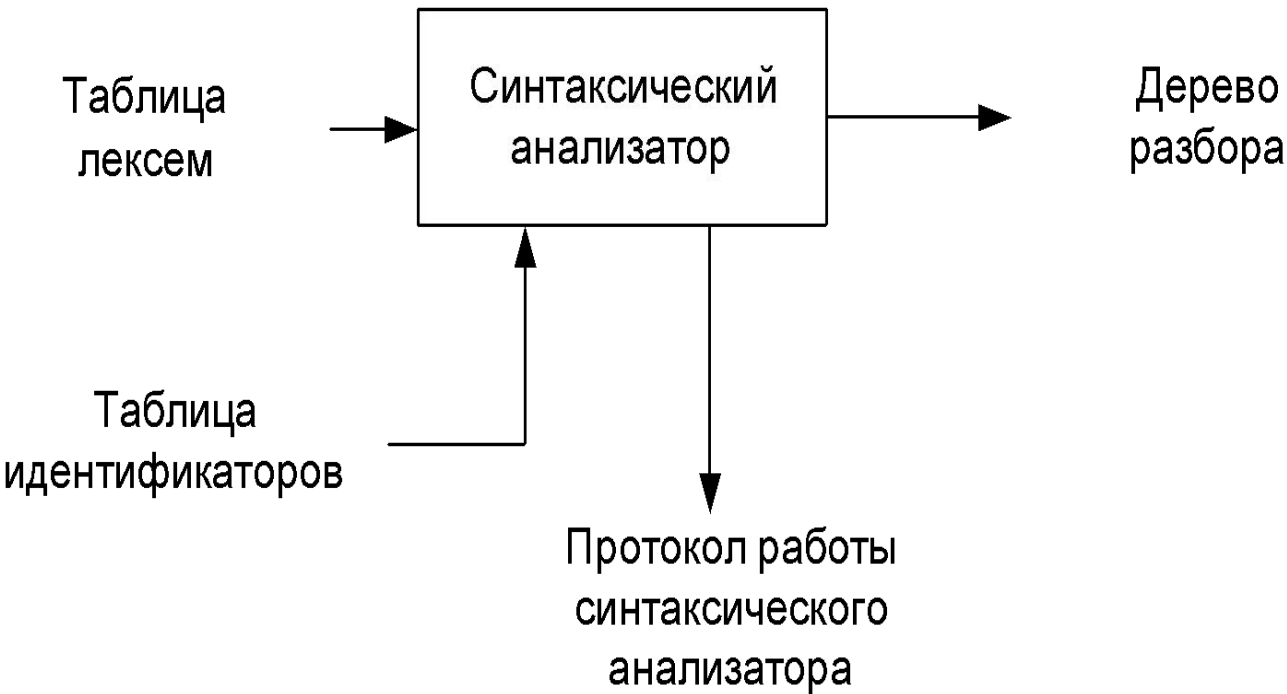 Таблица
лексем
Синтаксический
анализатор
Дерево
разбора
Таблица
идентификаторов
Протокол работы
синтаксического
анализатора